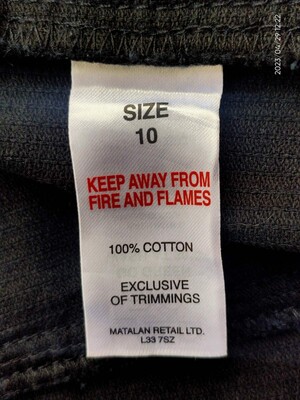 2023/04/29 12:22
SIZE
10
KEEP AWAY FROM
FIRE AND FLAMES
100% COTTON
EXCLUSIVE
OF TRIMMINGS
MATALAN RETAIL LTD.
L33 7SZ